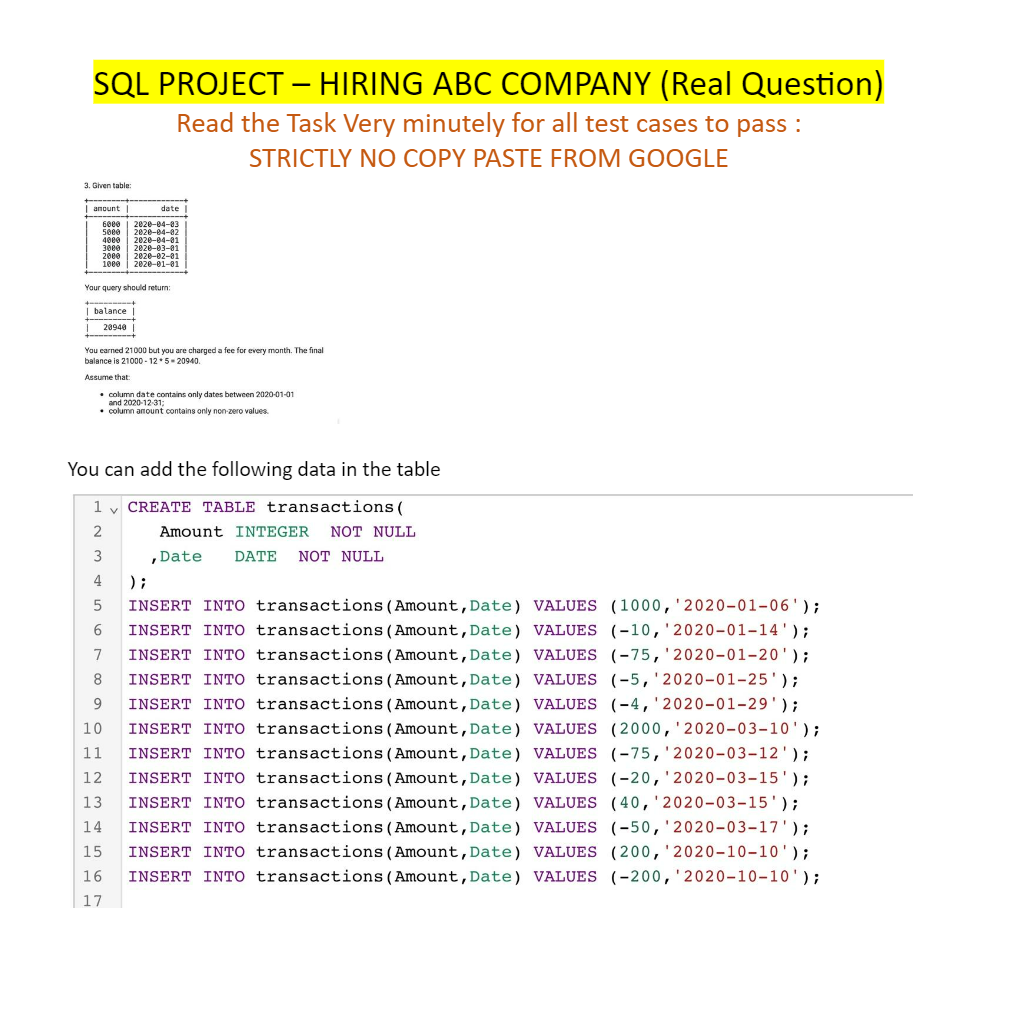 SQL PROJECT – HIRING ABC COMPANY (Real Question)
Read the Task Very minutely for all test cases to pass :
STRICTLY NO COPY PASTE FROM GOOGLE
3. Given table:
+--------+------------+
| amount |       date |
+--------+------------+
|   6000 | 2020-04-03 |
|   5000 | 2020-04-02 |
|   4000 | 2020-04-01 |
|   3000 | 2020-03-01 |
|   2000 | 2020-02-01 |
|   1000 | 2020-01-01 |
+--------+------------+
Your query should return:
+---------+
| balance |
+---------+
|   20940 |
+---------+
You earned 21000 but you are charged a fee for every month. The final
balance is 21000 - 12 * 5 = 20940.
Assume that:
• column date contains only dates between 2020-01-01
and 2020-12-31;
• column amount contains only non-zero values.
You can add the following data in the table
1 CREATE TABLE transactions(
2 Amount INTEGER NOT NULL
3 ,Date DATE NOT NULL
4 );
5 INSERT INTO transactions(Amount,Date) VALUES (1000,'2020-01-06');
6 INSERT INTO transactions(Amount,Date) VALUES (-10,'2020-01-14');
7 INSERT INTO transactions(Amount,Date) VALUES (-75,'2020-01-20');
8 INSERT INTO transactions(Amount,Date) VALUES (-5,'2020-01-25');
9 INSERT INTO transactions(Amount,Date) VALUES (-4,'2020-01-29');
10 INSERT INTO transactions(Amount,Date) VALUES (2000,'2020-03-10');
11 INSERT INTO transactions(Amount,Date) VALUES (-75,'2020-03-12');
12 INSERT INTO transactions(Amount,Date) VALUES (-20,'2020-03-15');
13 INSERT INTO transactions(Amount,Date) VALUES (40,'2020-03-15');
14 INSERT INTO transactions(Amount,Date) VALUES (-50,'2020-03-17');
15 INSERT INTO transactions(Amount,Date) VALUES (200,'2020-10-10');
16 INSERT INTO transactions(Amount,Date) VALUES (-200,'2020-10-10');
17